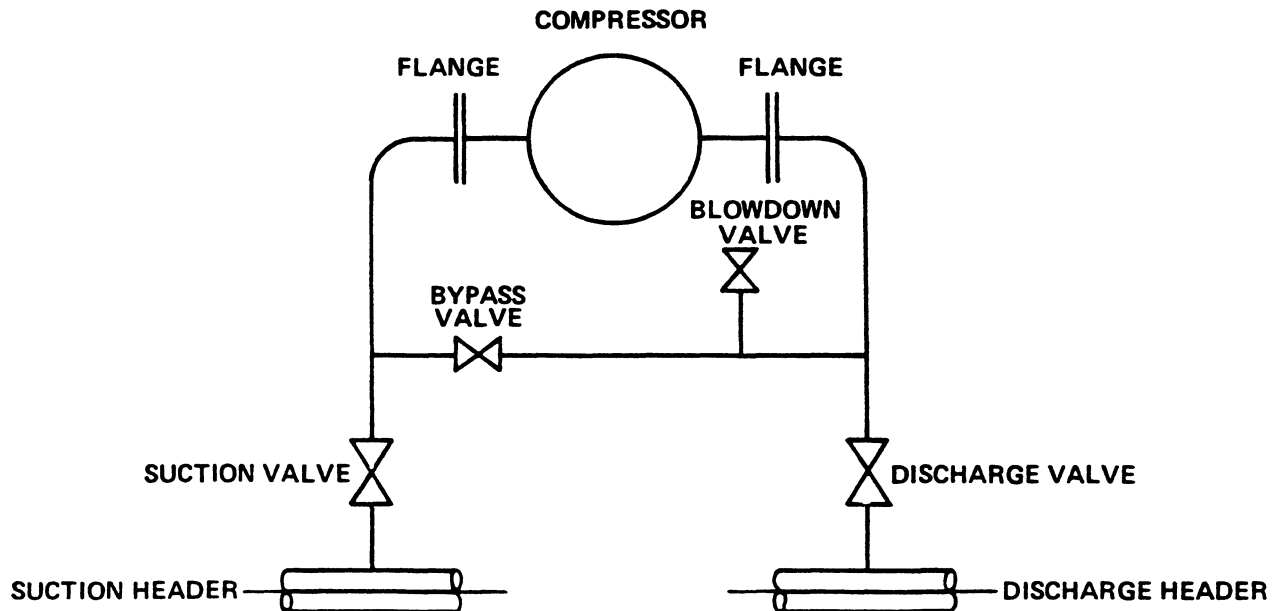 COMPRESSOR
FLANGE
FLANGE
BLOWDOWN
VALVE
BYPASS
VALVE
SUCTION VALVE
DISCHARGE VALVE
SUCTION HEADER
DISCHARGE HEADER